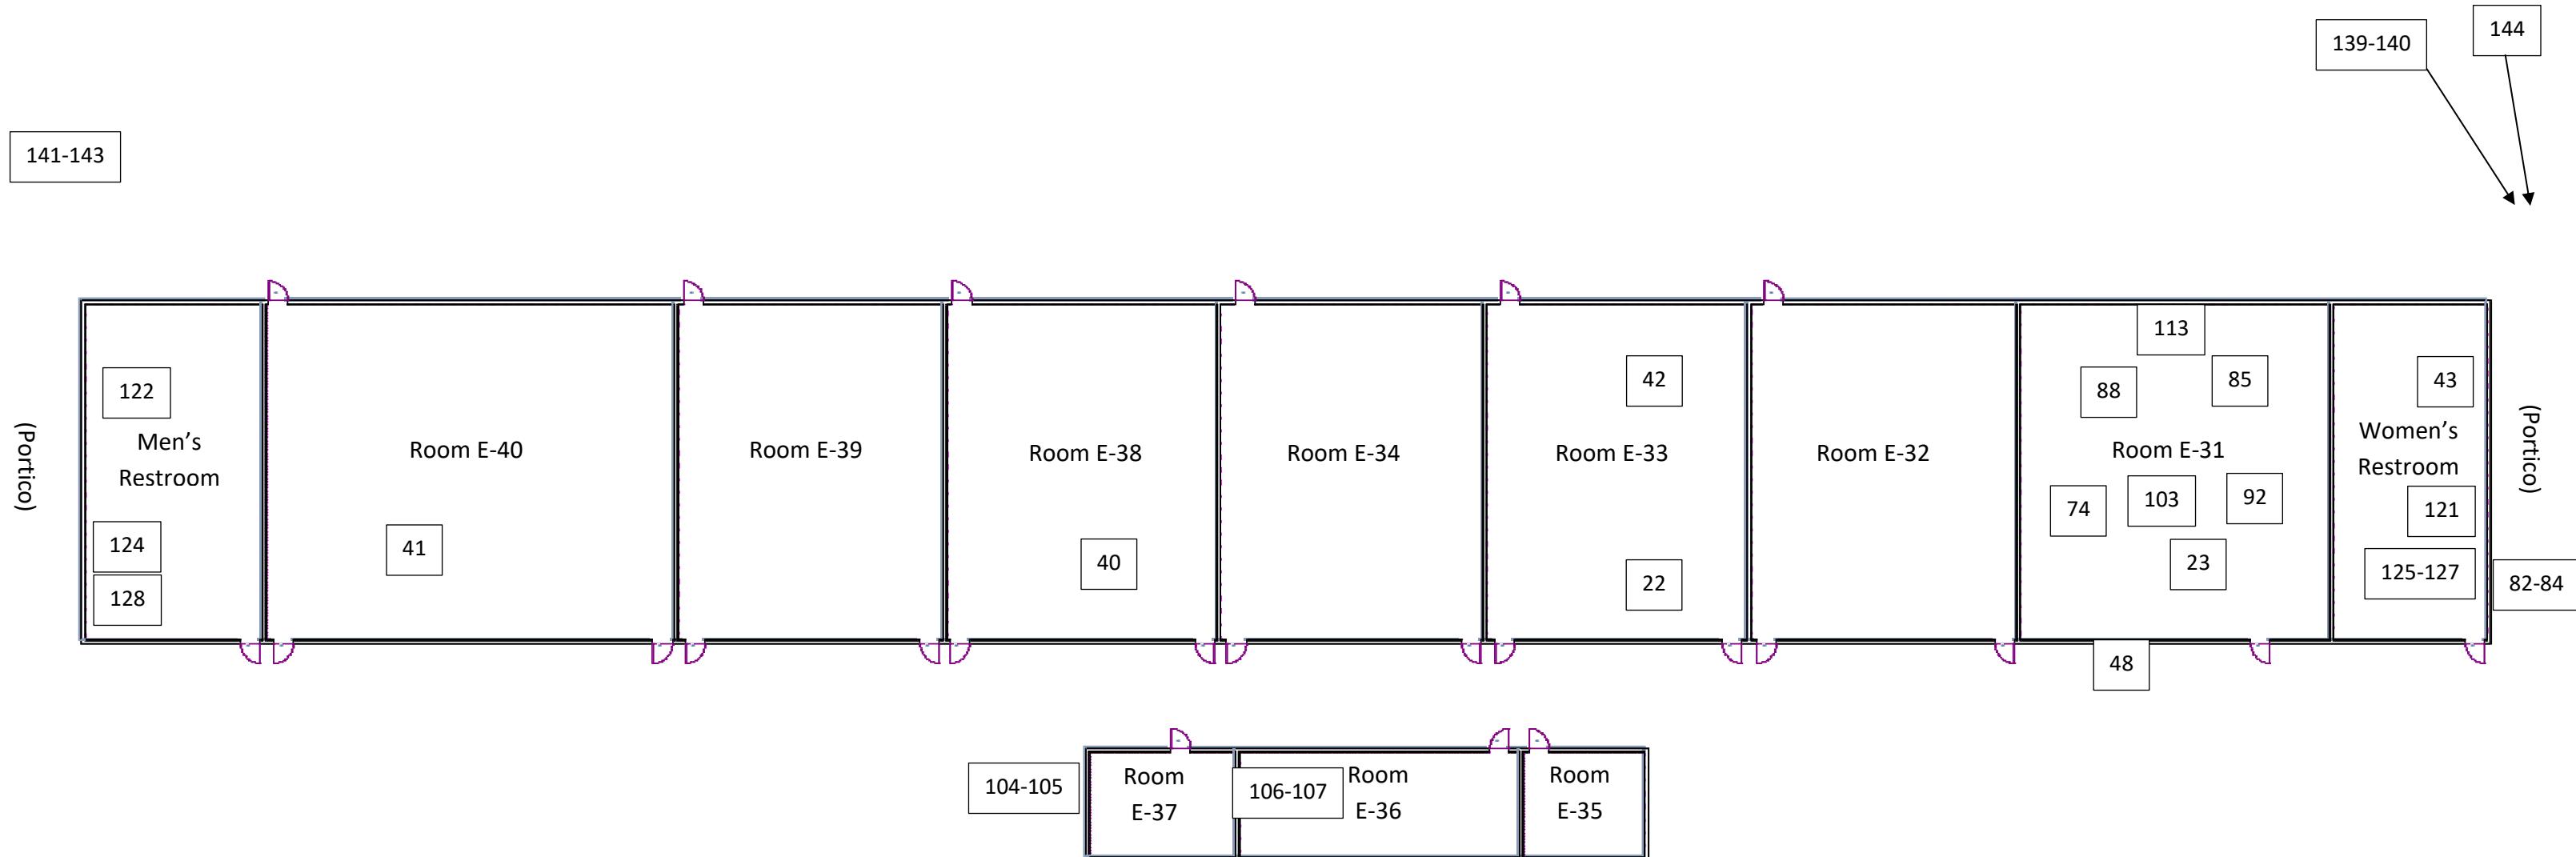 139-140
144
141-143
113
122
42
88
85
43
(Portico)
Men's
Restroom
Room E-40
Room E-39
Room E-38
Room E-34
Room E-33
Room E-32
Room E-31
Women's
Restroom
(Portico)
124
41
40
22
74
103
92
121
128
23
125-127
82-84
48
104-105
Room
E-37
106-107
Room
E-36
Room
E-35